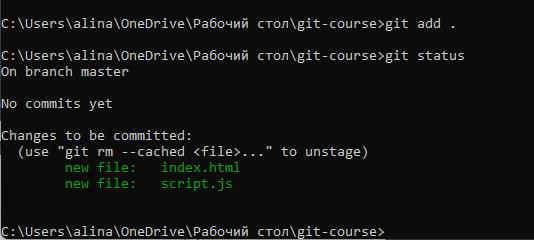 C:\Users\alina\OneDrive\Рабочий стол\git-course>git add .
C:\Users\alina\OneDrive\Рабочий стол\git-course>git status
On branch master
No commits yet
Changes to be committed:
  (use "git rm --cached <file>..." to unstage)
        new file:   index.html
        new file:   script.js
C:\Users\alina\OneDrive\Рабочий стол\git-course>